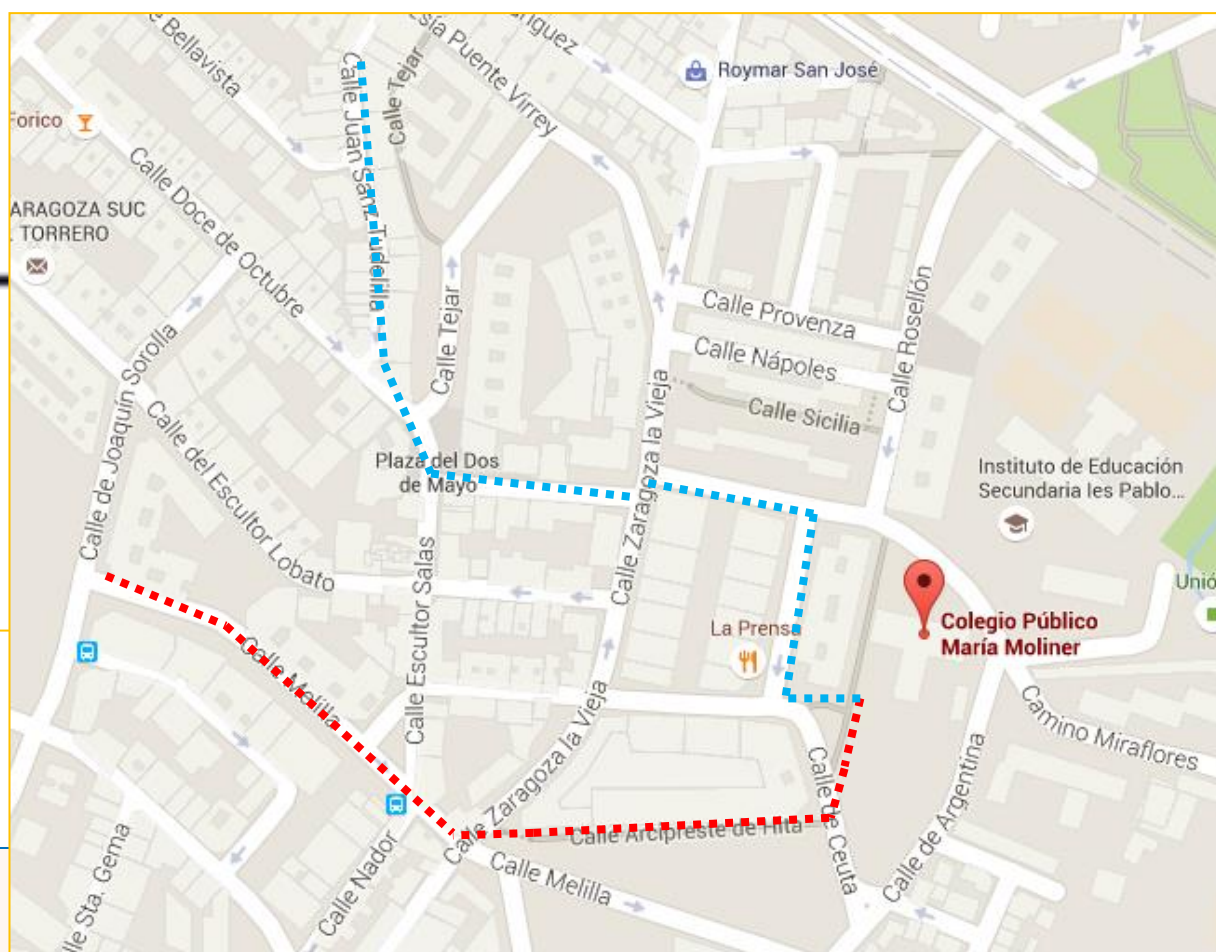 Bellavista
Calle Juan Sanz Tudelilla
Calle Tejar
Puente Virrey
Roymar San José
Forico
Calle Doce de Octubre
ARAGOZA SUC
TORRERO
Calle Tejar
Calle Provenza
Calle Nápoles
Calle Sicilia
Calle Rosellón
Calle de Joaquín Sorolla
Calle del Escultor Lobato
Plaza del Dos
de Mayo
Calle Zaragoza la Vieja
Instituto de Educación
Secundaria Ies Pablo...
Calle Escultor Salas
La Prensa
Colegio Público
María Moliner
Calle Melilla
Calle Zaragoza la Vieja
Camino Miraflores
Calle de Ceuta
Calle de Argentina
Calle Arcipreste de Hita
Calle Nador
Calle Melilla
Sta. Gema